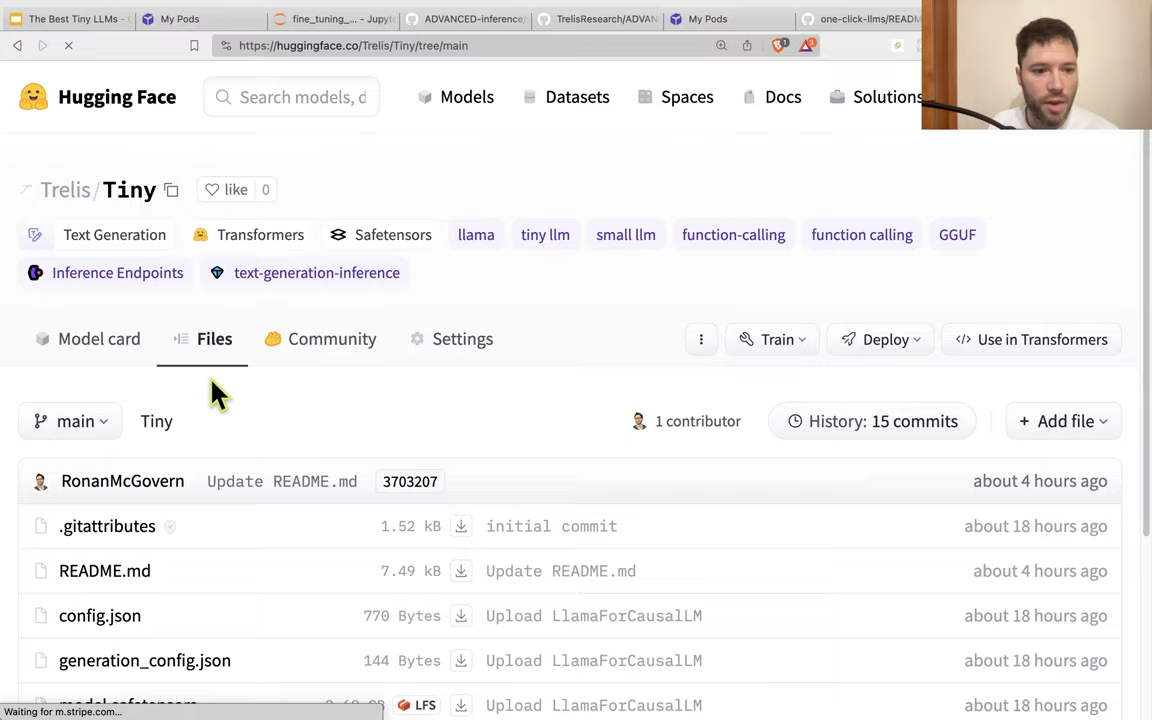 The Best Tiny LLMs -
My Pods
fine_tuning_... - Jupyte
ADVANCED-inference/
TrelisResearch/ADVAN
My Pods
one-click-llms/READM
https://huggingface.co/Trelis/Tiny/tree/main
1
3
Hugging Face
Search models, d
Models
Datasets
Spaces
Docs
Solutions
Trelis/Tiny
like
0
Text Generation
Transformers
Safetensors
llama
tiny llm
small llm
function-calling
function calling
GGUF
Inference Endpoints
text-generation-inference
Model card
Files
Community
Settings
Train
Deploy
</> Use in Transformers
main
Tiny
1 contributor
History: 15 commits
+ Add file
RonanMcGovern
Update README.md
3703207
about 4 hours ago
.gitattributes
1.52 kB
initial commit
about 18 hours ago
README.md
7.49 kB
Update README.md
about 4 hours ago
config.json
770 Bytes
Upload LlamaForCausalLM
about 18 hours ago
generation_config.json
144 Bytes
Upload LlamaForCausalLM
about 18 hours ago
model.safetensors
LFS
Upload LlamaForCausalLM
about 18 hours ago
Waiting for m.stripe.com...